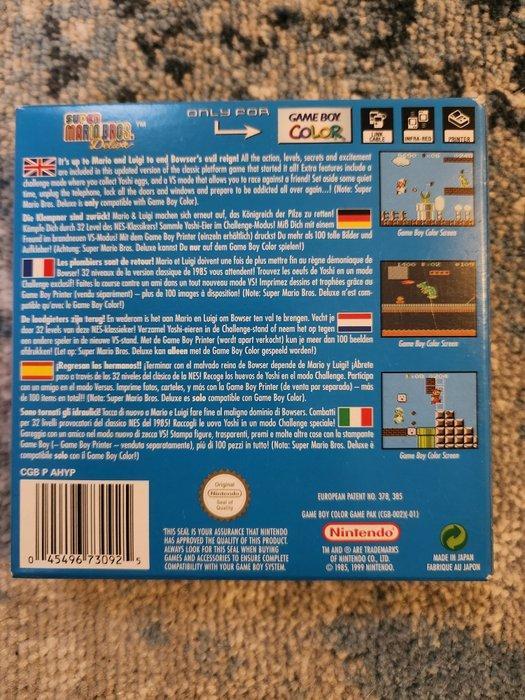 SUPER
MARIO BROS.
Deluxe
TM
ONLY FOR
GAME BOY
COLOR
LINK
CABLE
INFRA-RED
PRINTER
It's up to Mario and Luigi to end Bowser's evil reign! All the action, levels, secrets and excitement
are included in this updated version of the classic platform game that started it all! Extra features include a
challenge mode where you collect Yoshi eggs, and a VS mode that allows you to race against a friend! Set aside some quiet
time, unplug the telephone, lock all the doors and windows and prepare to be addicted all over again...! (Note: Super
Mario Bros. Deluxe is only compatible with Game Boy Color).
Die Klempner sind zurück! Mario & Luigi machen sich erneut auf, das Königreich der Pilze zu retten!
Kämpfe Dich durch 32 Level des NES-Klassikers! Sammle Yoshi-Eier im Challenge-Modus! Miß Dich mit einem
Freund im brandneuen VS-Modus! Mit dem Game Boy Printer (einzeln erhältlich) druckst Du mehr als 100 tolle Bilder und
Aufkleber! (Achtung: Super Mario Bros. Deluxe kannst Du nur auf dem Game Boy Color spielen!)
Les plombiers sont de retour! Mario et Luigi doivent une fois de plus mettre fin au règne démoniaque de
Bowser! 32 niveaux de la version classique de 1985 vous attendent! Trouvez les oeufs de Yoshi en un mode
Challenge exclusif! Faites la course contre un ami dans un tout nouveau mode VS! Imprimez dessins et trophées grâce au
Game Boy Printer (vendu séparément) – plus de 100 images à disposition! (Note: Super Mario Bros. Deluxe n'est com-
patible qu'avec le Game Boy Color!)
De loodgieters zijn terug! En wederom is het aan Mario en Luigi om Bowser ten val te brengen. Vecht je
door 32 levels van deze NES-klassieker! Verzamel Yoshi-eieren in de Challenge-stand of neem het op tegen
een andere speler in de nieuwe VS-stand. Met de Game Boy Printer (wordt apart verkocht) kun je meer dan 100 beelden
afdrukken! (Let op: Super Mario Bros. Deluxe kan alleen met de Game Boy Color gespeeld worden!)
¡Regresan los hermanos!! ¡Terminar con el malvado reino de Bowser depende de Mario y Luigi! ¡Ábrete
paso a través de los 32 niveles del clásico de la NES! Recoge los huevos de Yoshi en el modo Challenge. Participa
con un amigo en el modo Versus. Imprime fotos, carteles, y más con la Game Boy Printer (de venta por separado) – más
de 100 items en total!! (Nota: Super Mario Bros. Deluxe es solo compatible con Game Boy Color).
Sono tornati gli idraulici! Tocca di nuovo a Mario e Luigi fare fine al maligno dominio di Bowsers. Combatti
per 32 livelli provocatori del classico NES del 1985! Raccogli le uova Yoshi in un modo Challenge speciale!
Gareggia con un amico nel modo nuovo di zecca VS! Stampa figure, trasparenti, premi e molte altre cose con la stampante
Game Boy (– Game Boy Printer – venduta separatamente), più di 100 pezzi in tutto! (Nota: Super Mario Bros. Deluxe è
compatibile solo con il Game Boy Color!)
Game Boy Color Screen
Game Boy Color Screen
Game Boy Color Screen
CGB P AHYP
0 45496 73092 5
Original
Nintendo
Seal of
Quality
THIS SEAL IS YOUR ASSURANCE THAT NINTENDO
HAS APPROVED THE QUALITY OF THIS PRODUCT.
ALWAYS LOOK FOR THIS SEAL WHEN BUYING
GAMES AND ACCESSORIES TO ENSURE COMPLETE
COMPATIBILITY WITH YOUR GAME BOY SYSTEM.
EUROPEAN PATENT NO. 378, 385
GAME BOY COLOR GAME PAK (CGB-002)(-01)
Nintendo
TM AND ® ARE TRADEMARKS
OF NINTENDO CO., LTD.
© 1985, 1999 NINTENDO.
MADE IN JAPAN
FABRIQUE AU JAPON